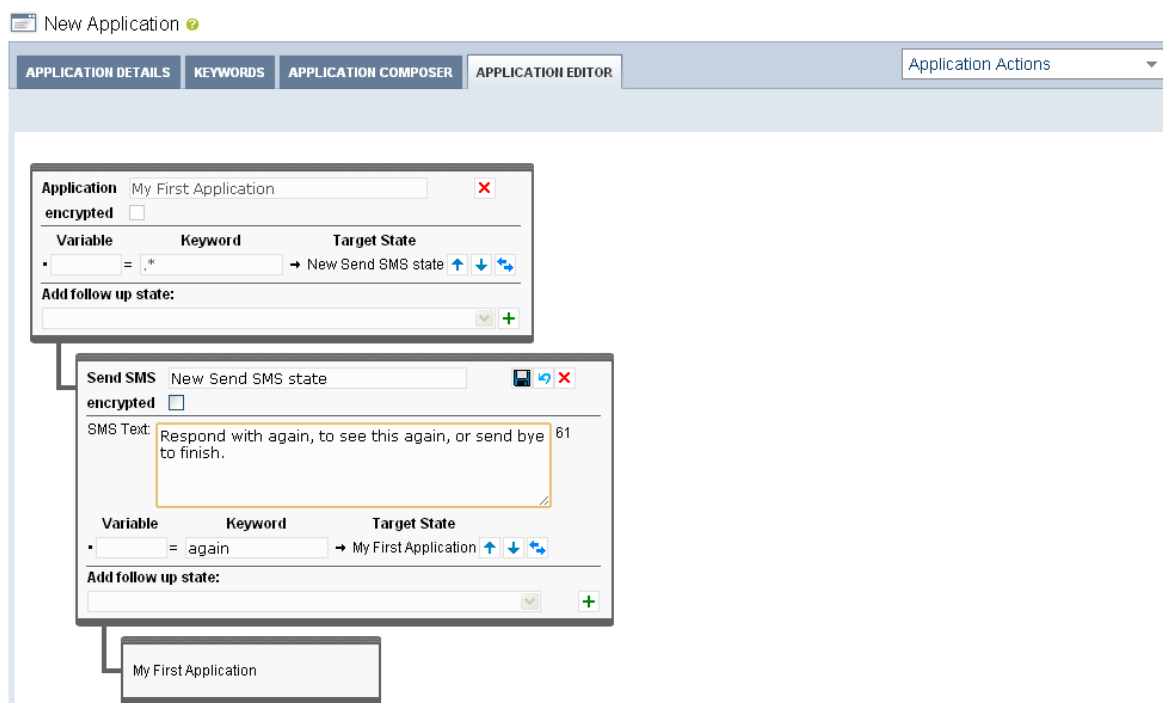 New Application
APPLICATION DETAILS KEYWORDS APPLICATION COMPOSER APPLICATION EDITOR Application Actions
Application My First Application
encrypted
Variable Keyword Target State
= .* → New Send SMS state
Add follow up state:
Send SMS New Send SMS state
encrypted
SMS Text: Respond with again, to see this again, or send bye 61
to finish.
Variable Keyword Target State
= again → My First Application
Add follow up state:
My First Application